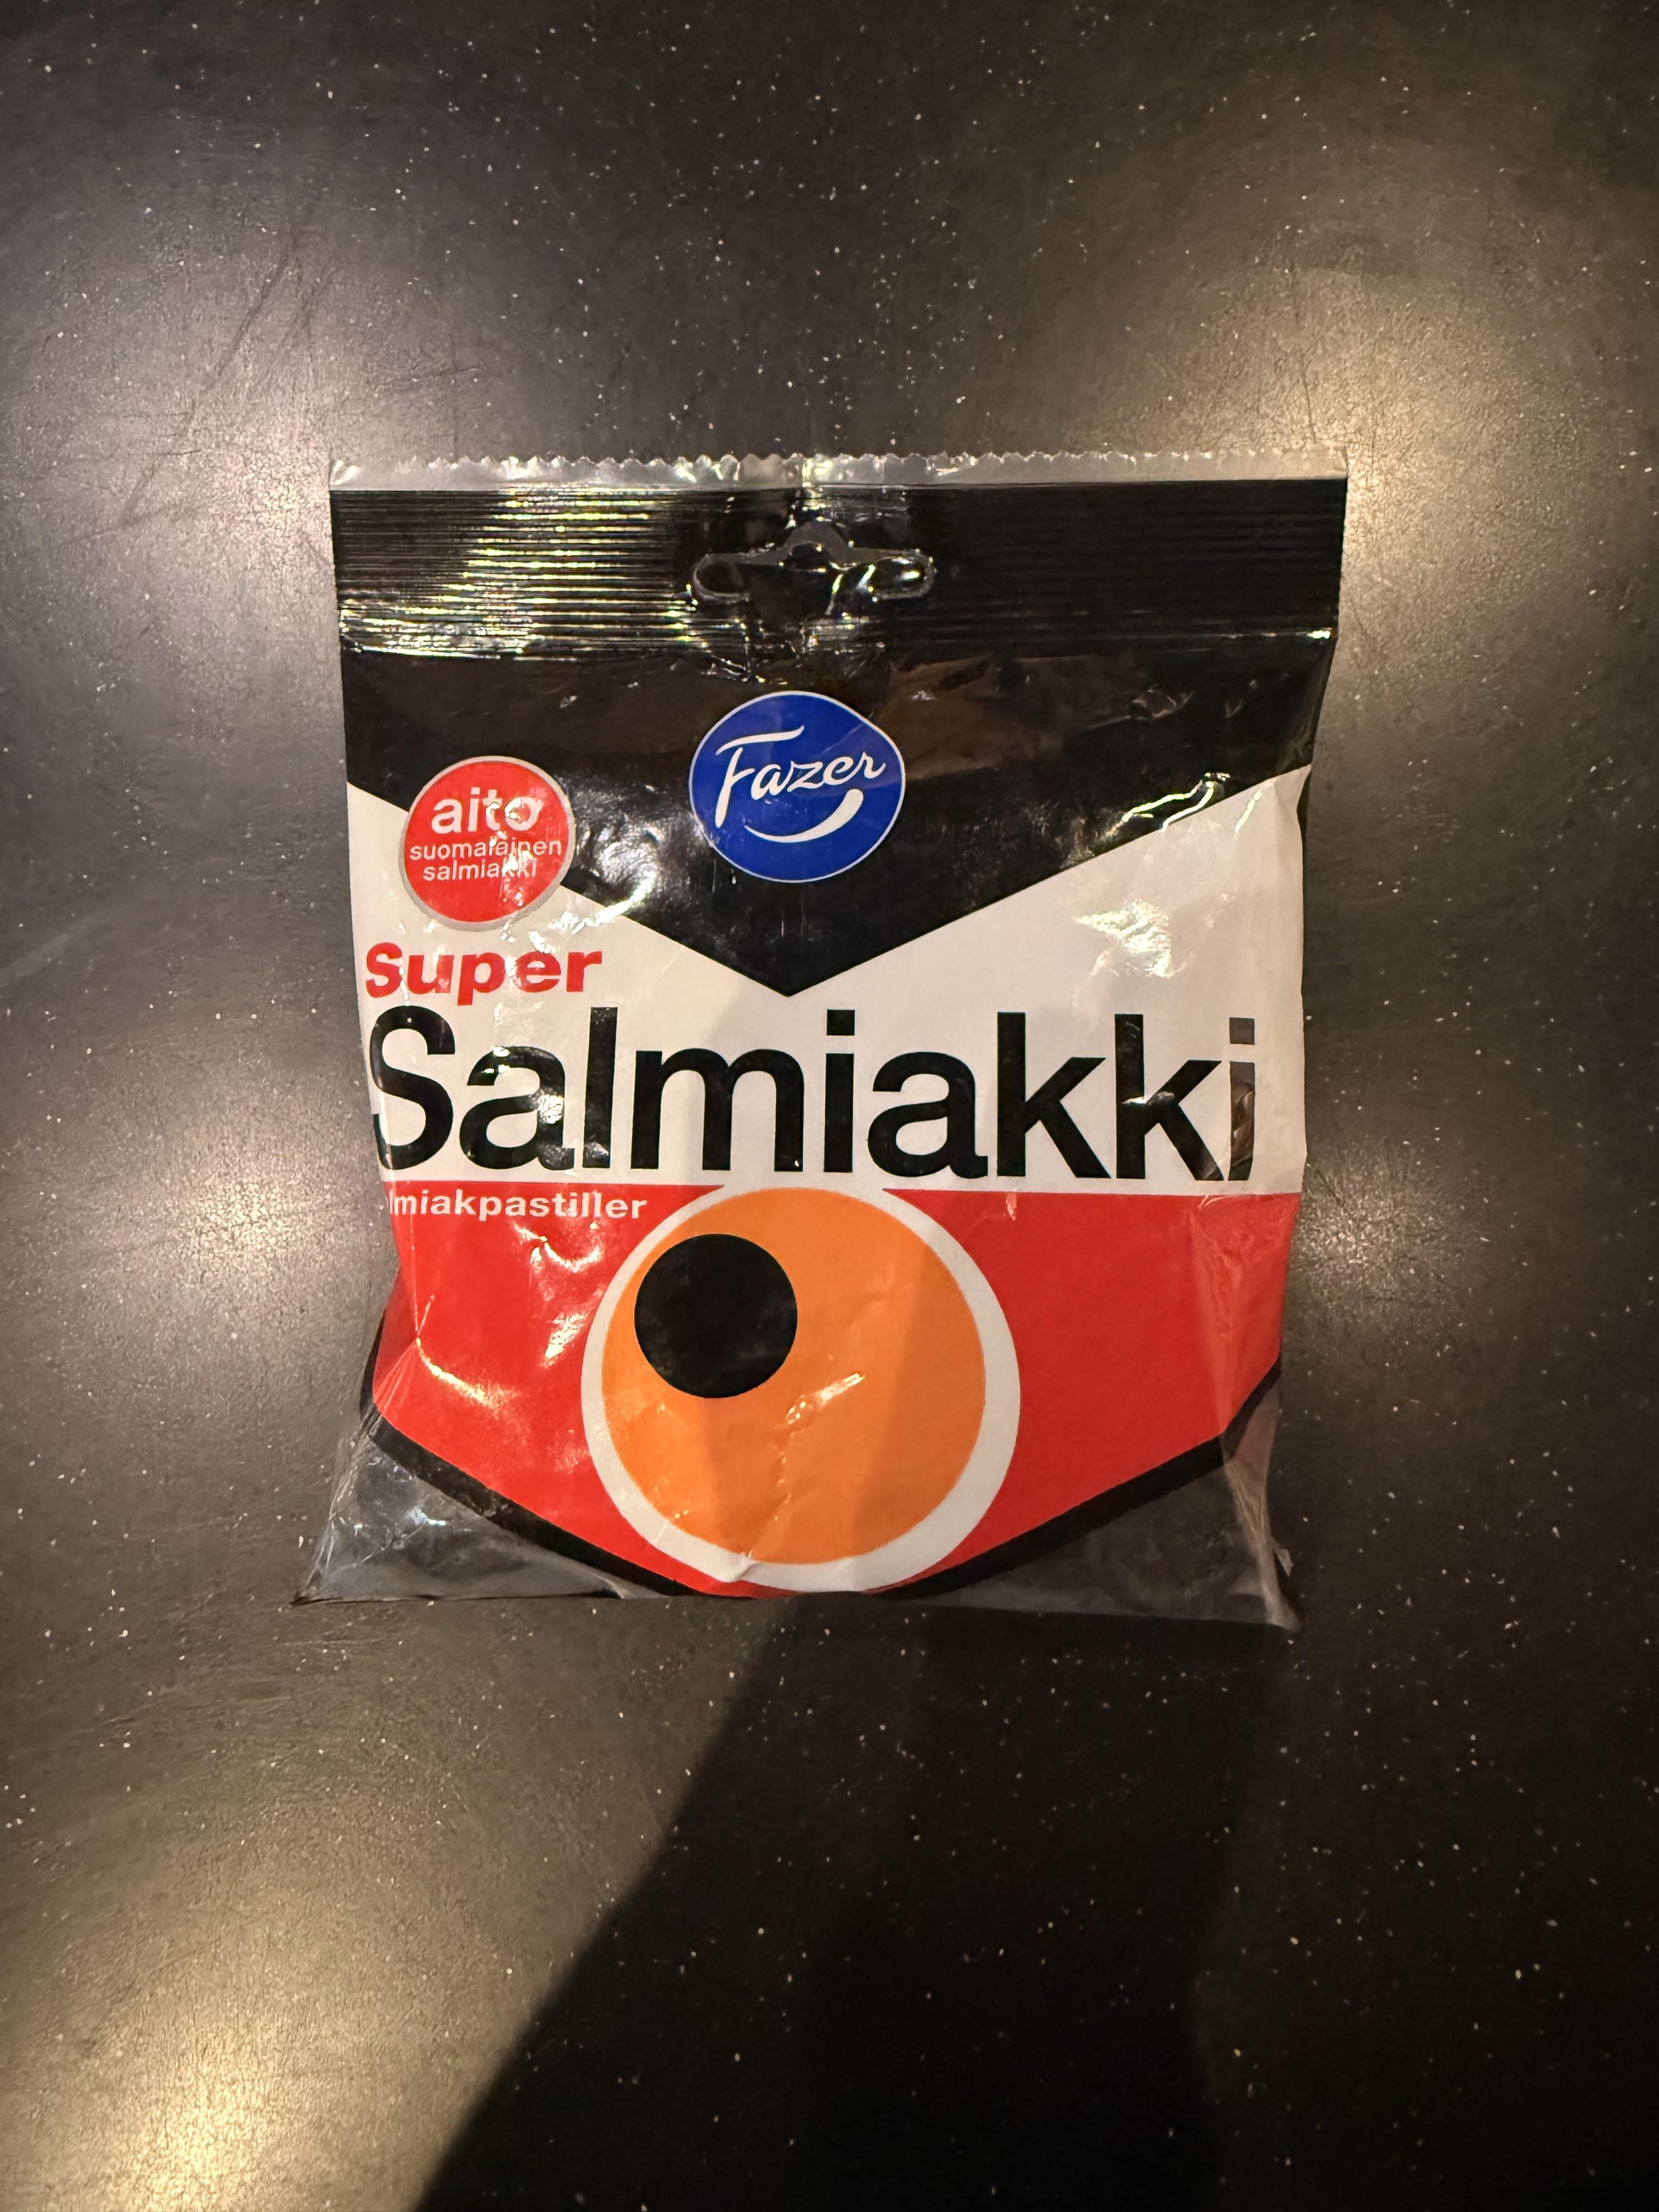 Fazer
aito
suomalainen
salmiakki
Super
Salmiakki
lmiakpastiller